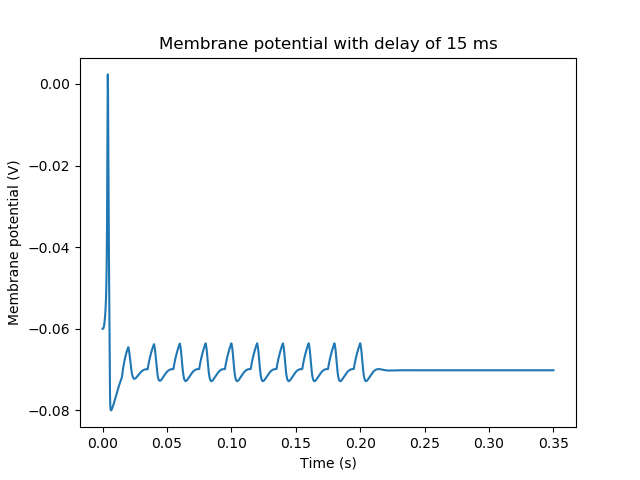 Membrane potential with delay of 15 ms
Membrane potential (V)
0.00
−0.02
−0.04
−0.06
−0.08
0.00 0.05 0.10 0.15 0.20 0.25 0.30 0.35
Time (s)